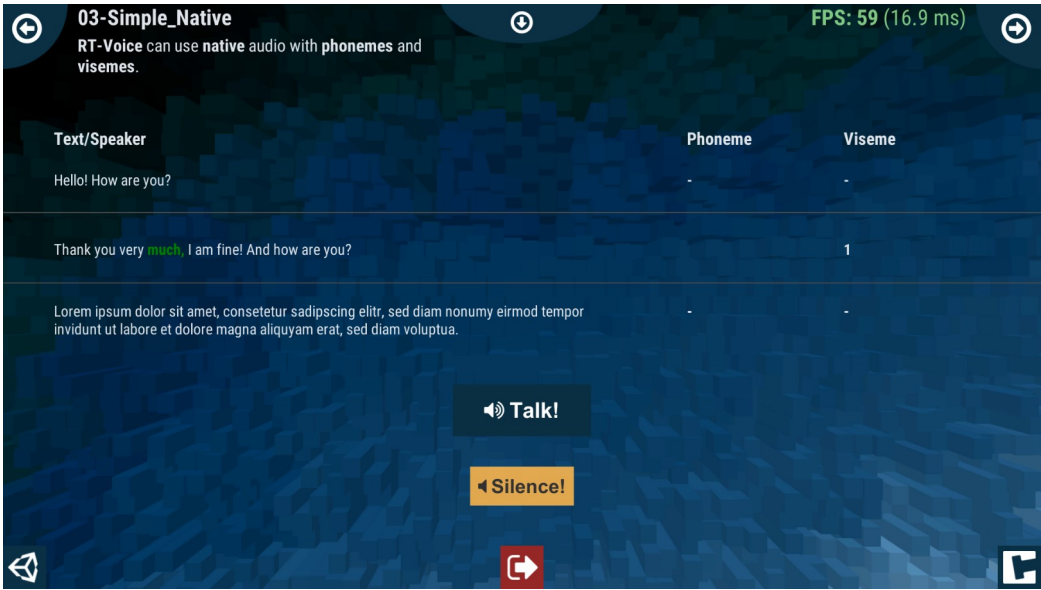 03-Simple_Native
FPS: 59 (16.9 ms)
RT-Voice can use native audio with phonemes and
visemes.
Text/Speaker Phoneme Viseme
Hello! How are you? - -
Thank you very much, I am fine! And how are you? 1
Lorem ipsum dolor sit amet, consetetur sadipscing elitr, sed diam nonumy eirmod tempor - -
invidunt ut labore et dolore magna aliquyam erat, sed diam voluptua.
Talk!
Silence!